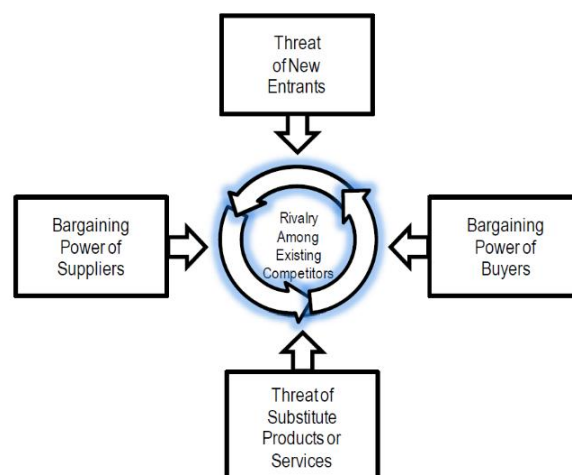 Threat
of New
Entrants
Bargaining
Power of
Suppliers
Rivalry
Among
Existing
Competitors
Bargaining
Power of
Buyers
Threat of
Substitute
Products or
Services